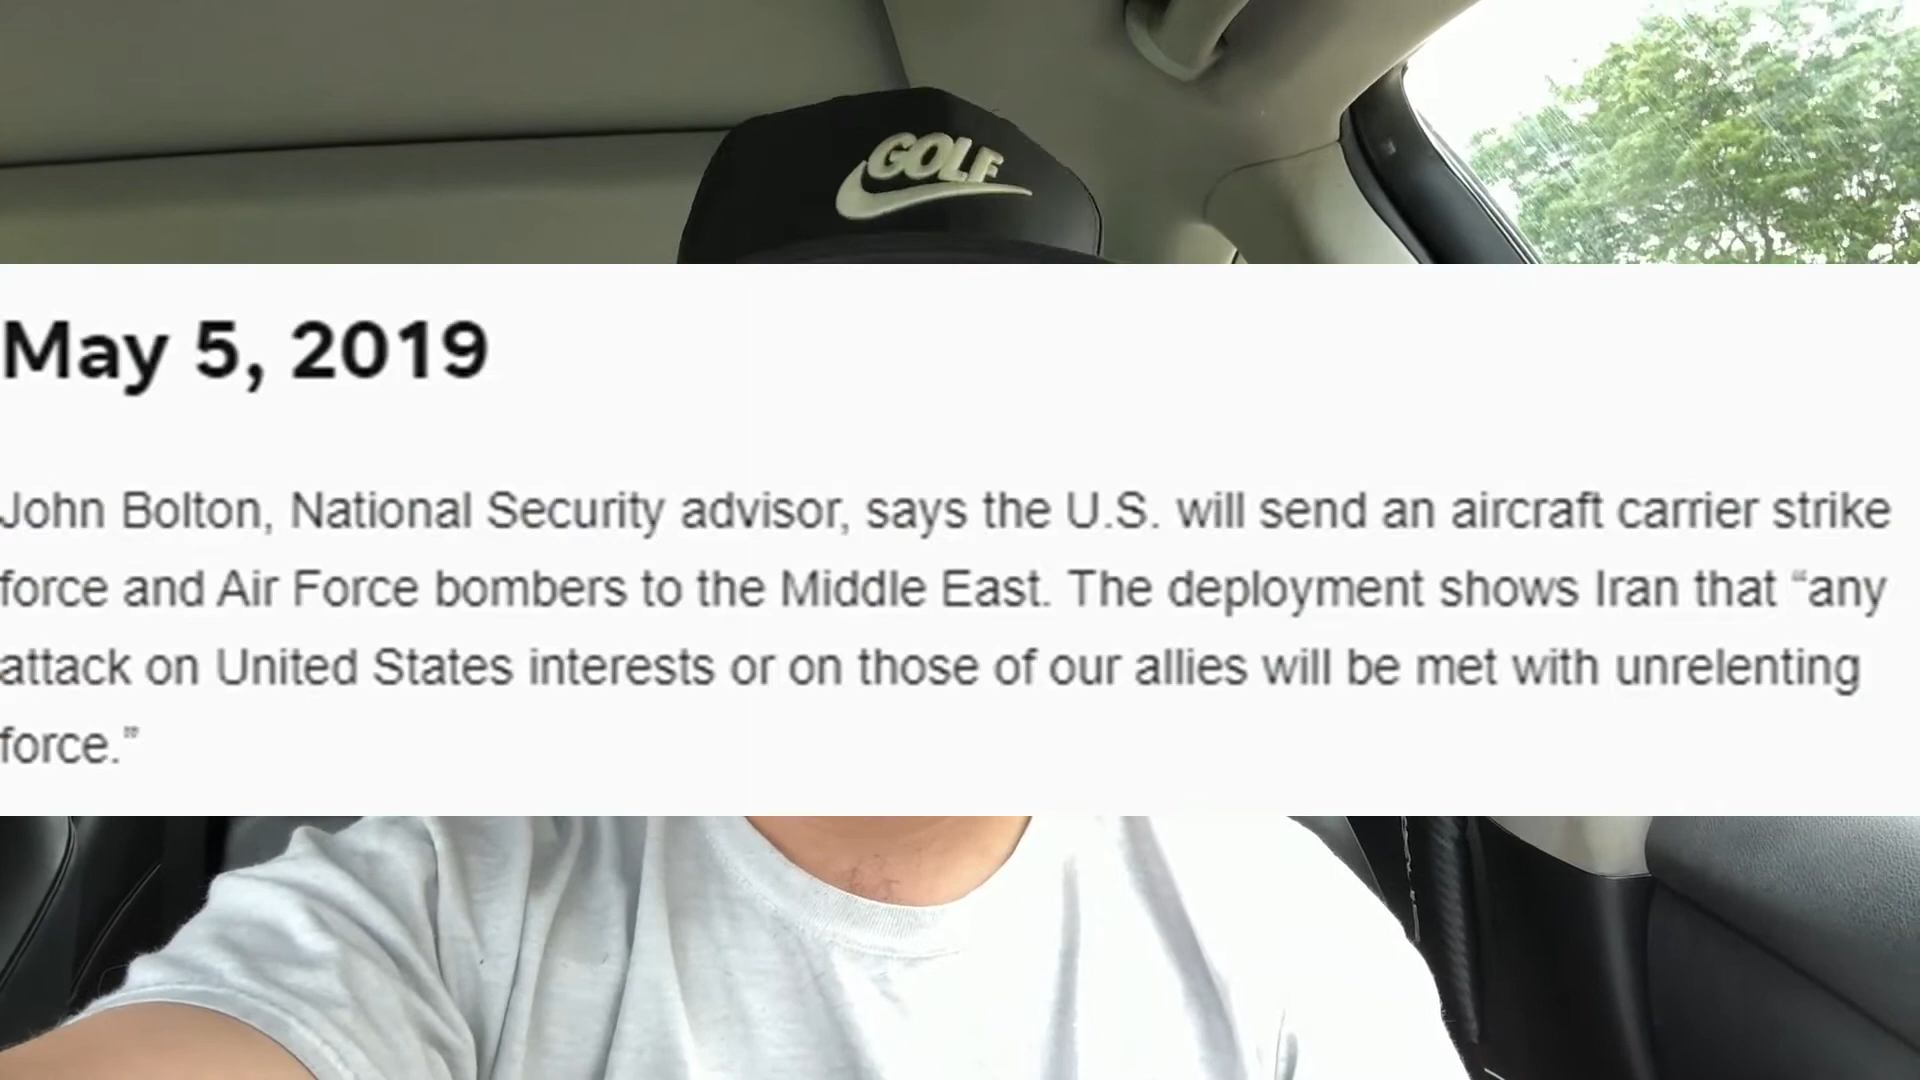 GOLF
May 5, 2019
John Bolton, National Security advisor, says the U.S. will send an aircraft carrier strike
force and Air Force bombers to the Middle East. The deployment shows Iran that “any
attack on United States interests or on those of our allies will be met with unrelenting
force.”